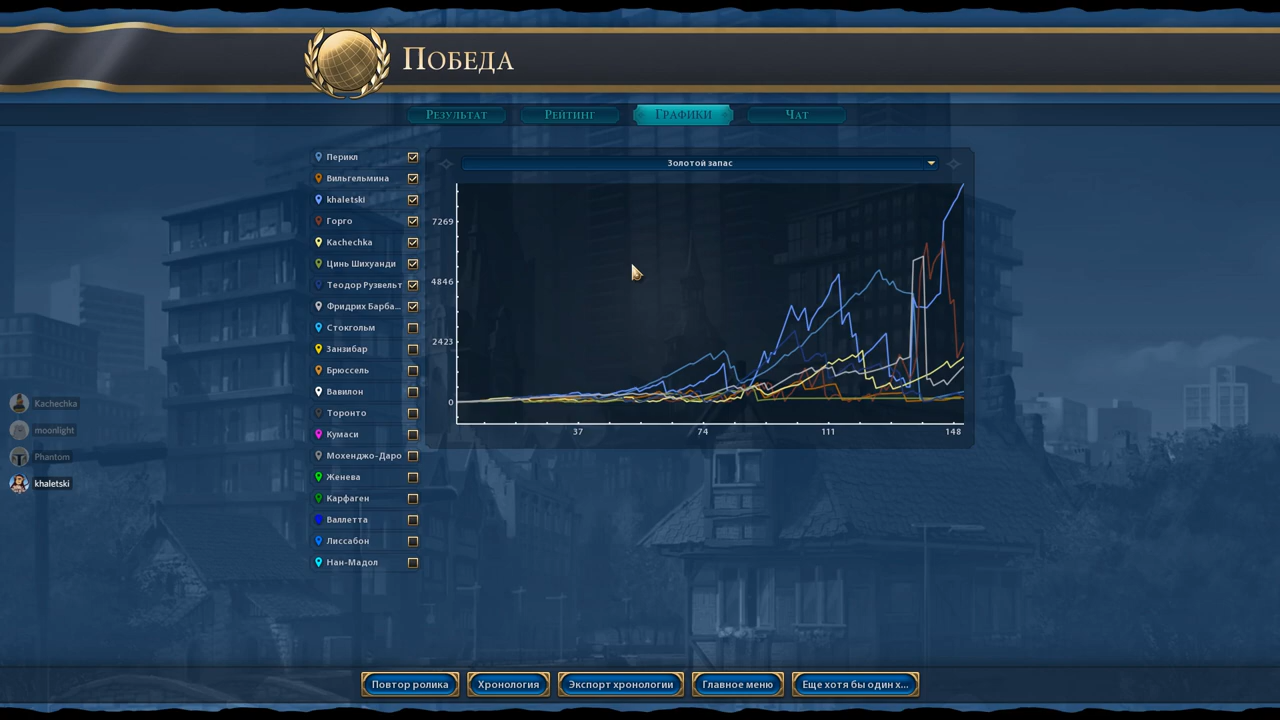 Победа
Результат
Рейтинг
Графики
Чат
Перикл
Вильгельмина
khaletski
Горго
Kachechka
Цинь Шихуанди
Теодор Рузвельт
Фридрих Барба...
Стокгольм
Занзибар
Брюссель
Вавилон
Торонто
Кумаси
Мохенджо-Даро
Женева
Карфаген
Валлетта
Лиссабон
Нан-Мадол
Золотой запас
7269
4846
2423
0
37
74
111
148
Kachechka
moonlight
Phantom
khaletski
Повтор ролика
Хронология
Экспорт хронологии
Главное меню
Еще хотя бы один х...